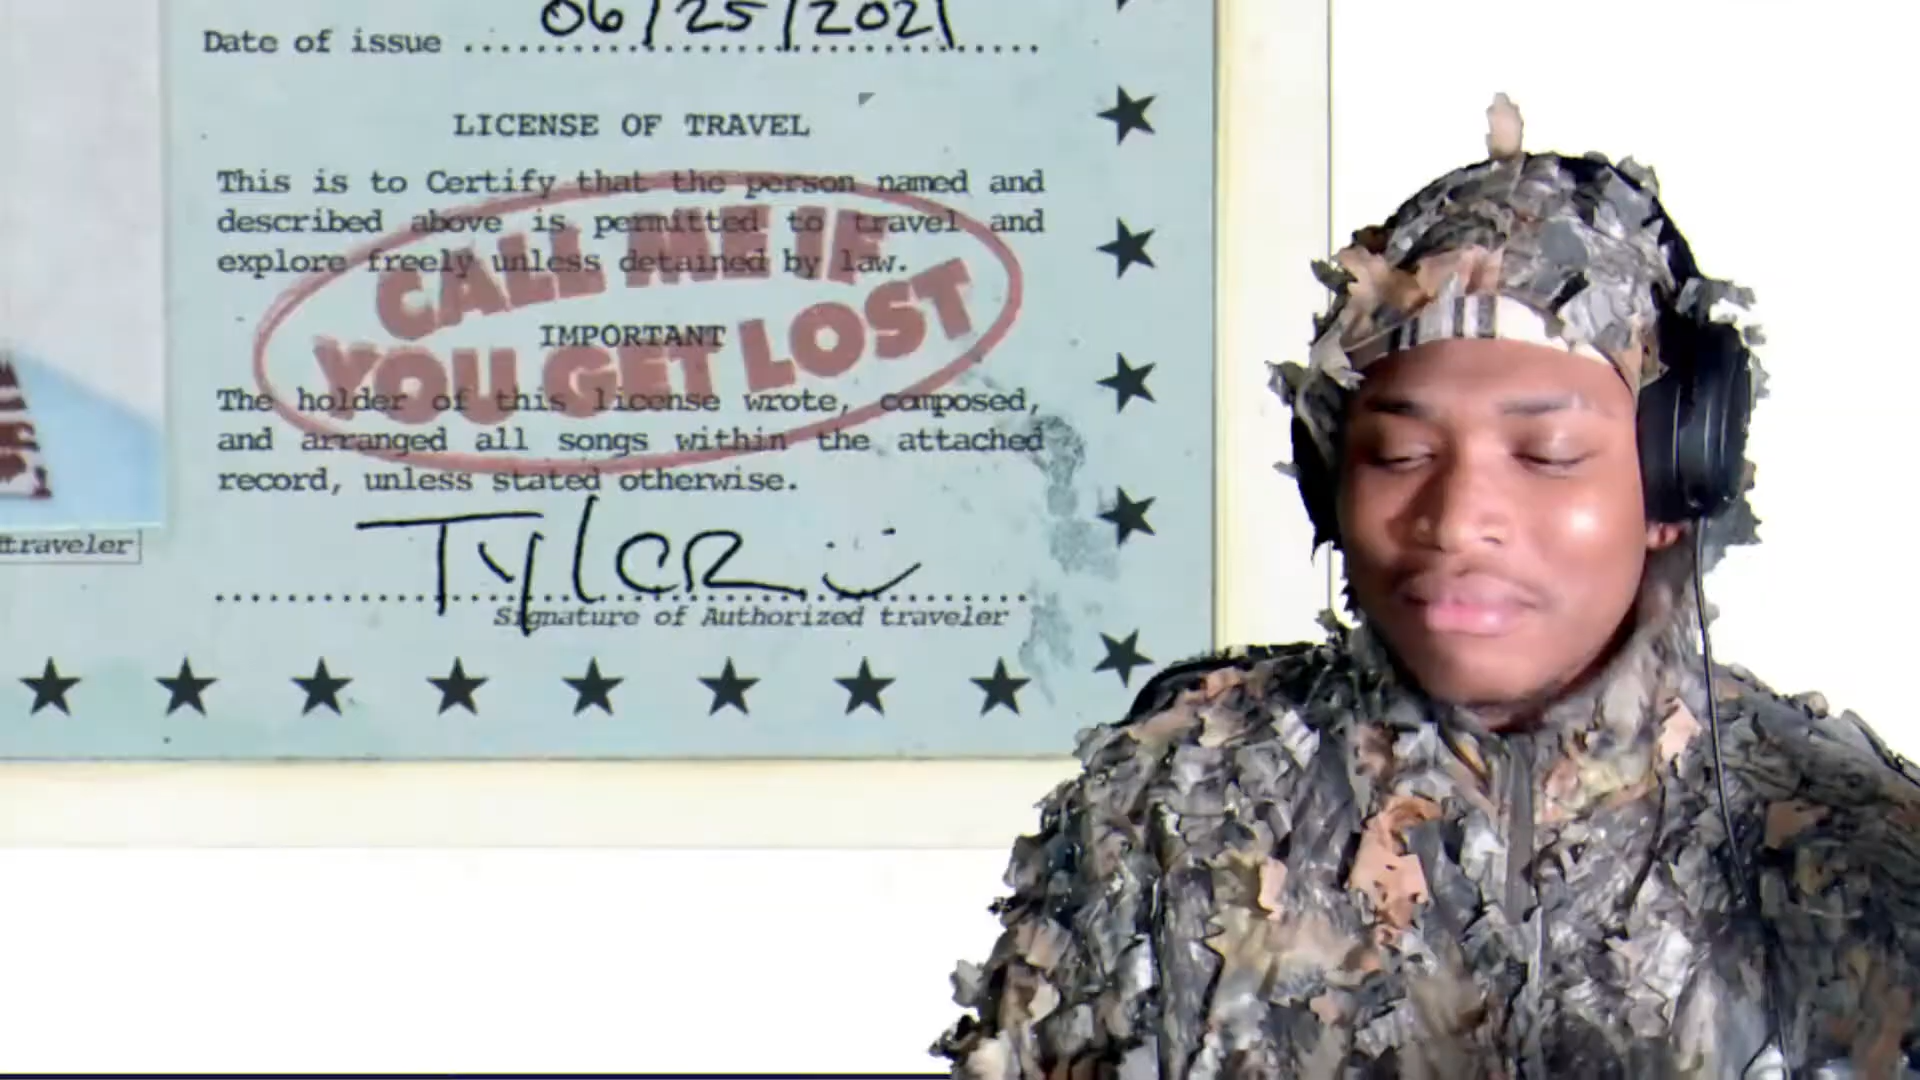 06/25/2021
Date of issue
LICENSE OF TRAVEL
This is to Certify that the person named and
described above is permitted to travel and
explore freely unless detained by law.
CALL ME IF
YOU GET LOST
IMPORTANT
The holder of this license wrote, composed,
and arranged all songs within the attached
record, unless stated otherwise.
TyLER
traveler
Signature of Authorized traveler